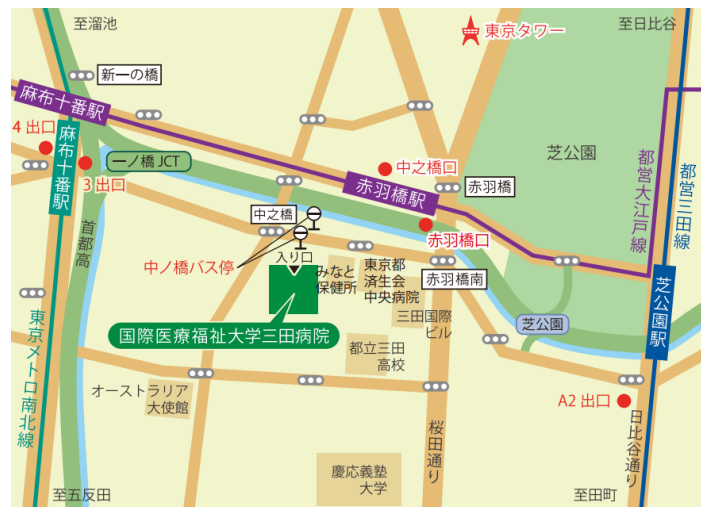 至溜池
東京タワー
至日比谷
新一の橋
麻布十番駅
4出口
麻布十番駅
一ノ橋 JCT
3出口
中之橋口
芝公園
赤羽橋駅
赤羽橋
都営大江戸線
都営三田線
首都高
中之橋
赤羽橋口
入り口
中ノ橋バス停
みなと
保健所
東京都
済生会
中央病院
赤羽橋南
芝公園駅
国際医療福祉大学三田病院
三田国際
ビル
芝公園
東京メトロ南北線
都立三田
高校
オーストラリア
大使館
A2出口
桜田通り
日比谷通り
慶応義塾
大学
至五反田
至田町